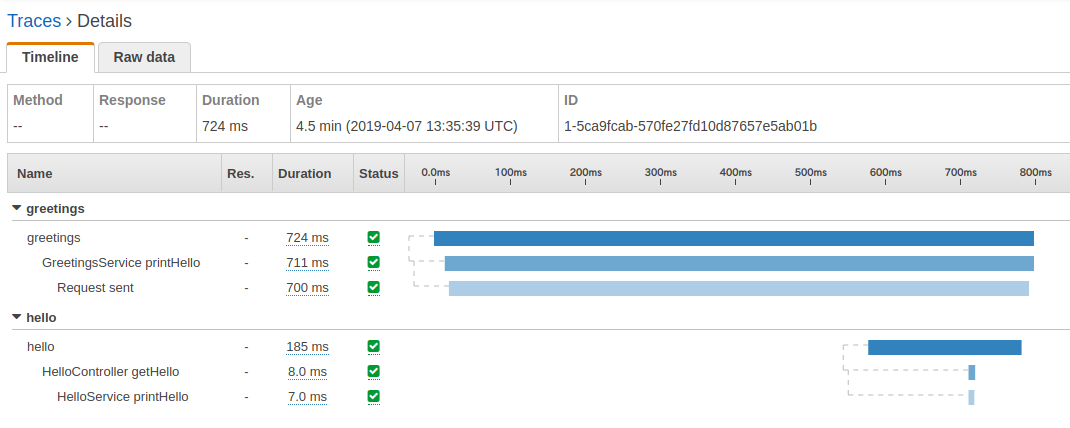 Traces > Details
Timeline Raw data
Method Response Duration Age ID
-- -- 724 ms 4.5 min (2019-04-07 13:35:39 UTC) 1-5ca9fcab-570fe27fd10d87657e5ab01b
Name Res. Duration Status 0.0ms 100ms 200ms 300ms 400ms 500ms 600ms 700ms 800ms
greetings
greetings - 724 ms
GreetingsService printHello - 711 ms
Request sent - 700 ms
hello
hello - 185 ms
HelloController getHello - 8.0 ms
HelloService printHello - 7.0 ms